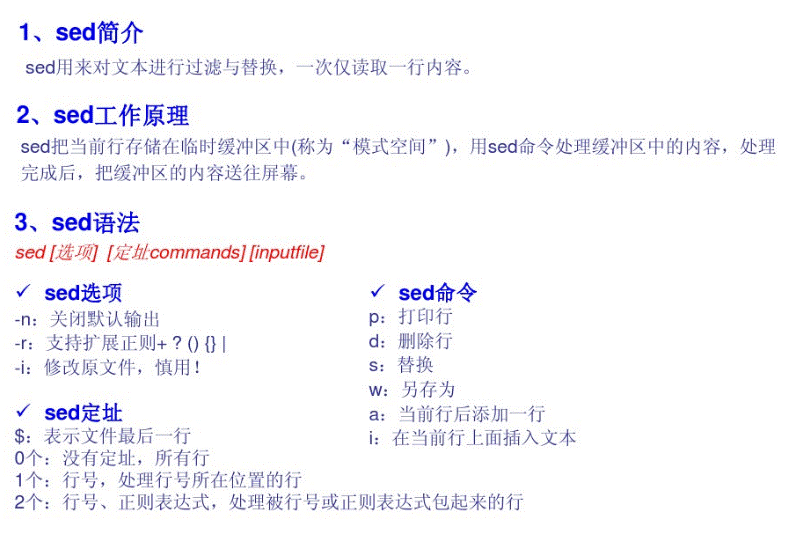 1、sed简介
sed用来对文本进行过滤与替换，一次仅读取一行内容。
2、sed工作原理
sed把当前行存储在临时缓冲区中(称为“模式空间”)，用sed命令处理缓冲区中的内容，处理
完成后，把缓冲区的内容送往屏幕。
3、sed语法
sed [选项] [定址commands] [inputfile]
✓ sed选项
-n：关闭默认输出
-r：支持扩展正则+ ? () {} |
-i：修改原文件，慎用！
✓ sed定址
$：表示文件最后一行
0个：没有定址，所有行
1个：行号，处理行号所在位置的行
2个：行号、正则表达式，处理被行号或正则表达式包起来的行
✓ sed命令
p：打印行
d：删除行
s：替换
w：另存为
a：当前行后添加一行
i：在当前行上面插入文本